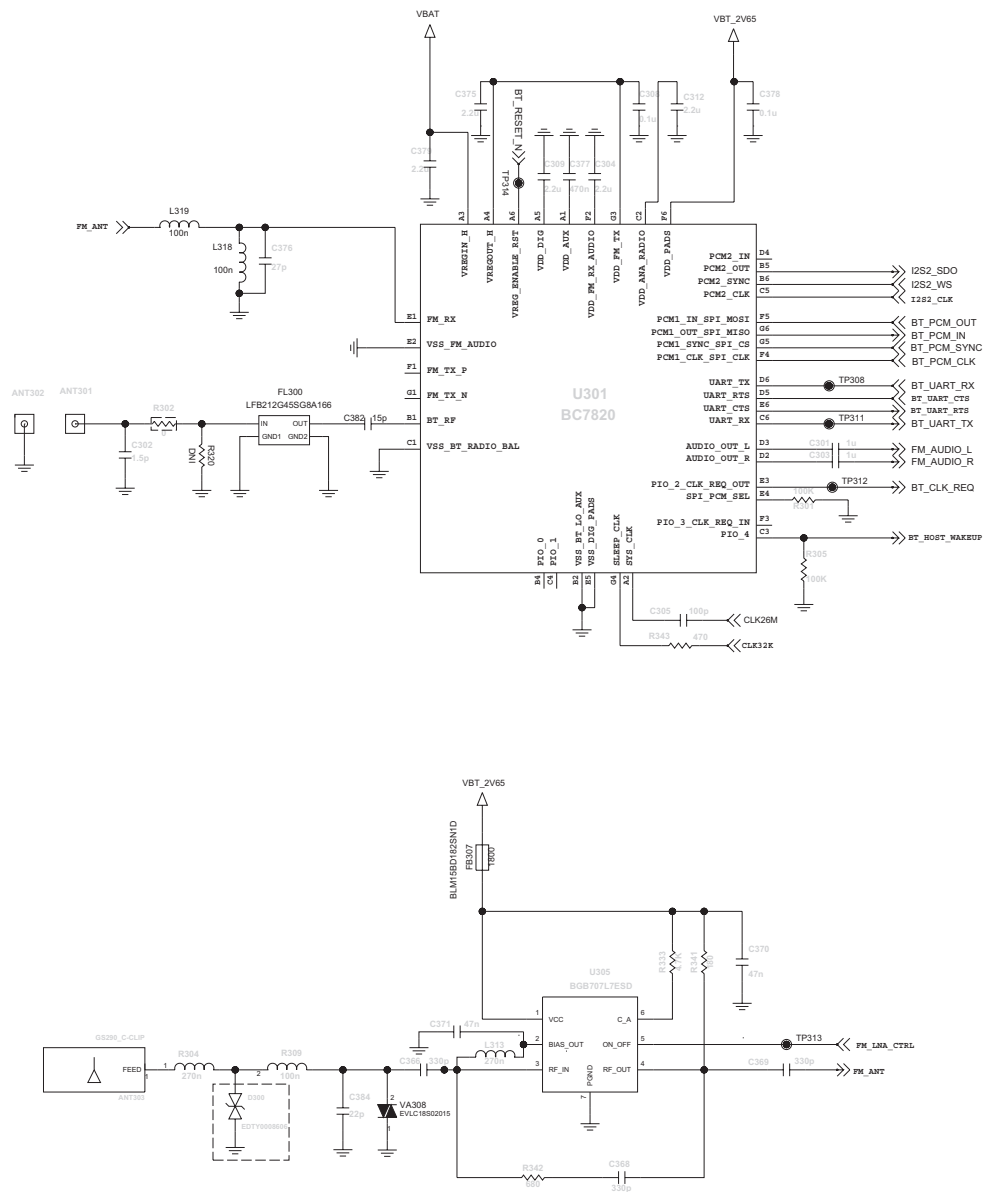 VBAT
VBT_2V65
C375
2.2u
BT_RESET_N
C308
0.1u
C312
2.2u
C378
0.1u
C379
2.2u
TP314
C309
2.2u
C377
470n
C304
2.2u
A3
A4
A6
A5
A1
F2
G3
C2
F6
VREGIN_H
VREGOUT_H
VREG_ENABLE_RST
VDD_DIG
VDD_AUX
VDD_FM_RX_AUDIO
VDD_FM_TX
VDD_ANA_RADIO
VDD_PADS
FM_ANT
L319
100n
L318
100n
C376
27p
E1 FM_RX
E2 VSS_FM_AUDIO
F1 FM_TX_P
G1 FM_TX_N
B1 BT_RF
C1 VSS_BT_RADIO_BAL
U301
BC7820
PCM2_IN D4
PCM2_OUT B5 I2S2_SDO
PCM2_SYNC B6 I2S2_WS
PCM2_CLK C5 I2S2_CLK
PCM1_IN_SPI_MOSI F5 BT_PCM_OUT
PCM1_OUT_SPI_MISO G6 BT_PCM_IN
PCM1_SYNC_SPI_CS G5 BT_PCM_SYNC
PCM1_CLK_SPI_CLK F4 BT_PCM_CLK
UART_TX D6 TP308 BT_UART_RX
UART_RTS D5 BT_UART_CTS
UART_CTS E6 BT_UART_RTS
UART_RX C6 TP311 BT_UART_TX
AUDIO_OUT_L D3 C301 1u FM_AUDIO_L
AUDIO_OUT_R D2 C303 1u FM_AUDIO_R
PIO_2_CLK_REQ_OUT E3 TP312 BT_CLK_REQ
SPI_PCM_SEL E4 100K
R301
PIO_3_CLK_REQ_IN F3
PIO_4 C3 BT_HOST_WAKEUP
R305
100K
ANT302
ANT301
R302
0
C302
1.5p
R320
DNI
FL300
LFB212G45SG8A166
IN OUT
GND1 GND2
C382 15p
PIO_0
PIO_1
VSS_BT_LO_AUX
VSS_DIG_PADS
SLEEP_CLK
SYS_CLK
B4
C4
B2
E5
G4
A2
C305 100p CLK26M
R343 470 CLK32K
VBT_2V65
BLM15BD182SN1D
FB307
1800
R333
4.7K
R341
C370
47n
U305
BGB707L7ESD
1 VCC
2 BIAS_OUT
3 RF_IN
C_A 6
ON_OFF 5
RF_OUT 4
PGND
7
C371 47n
L313
270n
TP313
FM_LNA_CTRL
C369 330p
FM_ANT
GS290_C-CLIP
FEED 1
ANT303
1 R304
270n
2 R309
100n
D308
EDTY0008606
C384
22p
2
VA308
EVLC18S02015
1
C366 330p
R342
680
C368
330p